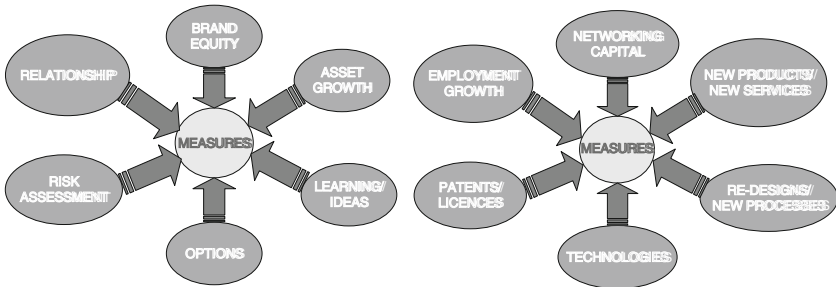 BRAND
EQUITY
RELATIONSHIP
ASSET
GROWTH
MEASURES
RISK
ASSESSMENT
LEARNING/
IDEAS
OPTIONS
NETWORKING
CAPITAL
EMPLOYMENT
GROWTH
NEW PRODUCTS/
NEW SERVICES
MEASURES
PATENTS/
LICENCES
RE-DESIGNS/
NEW PROCESSES
TECHNOLOGIES